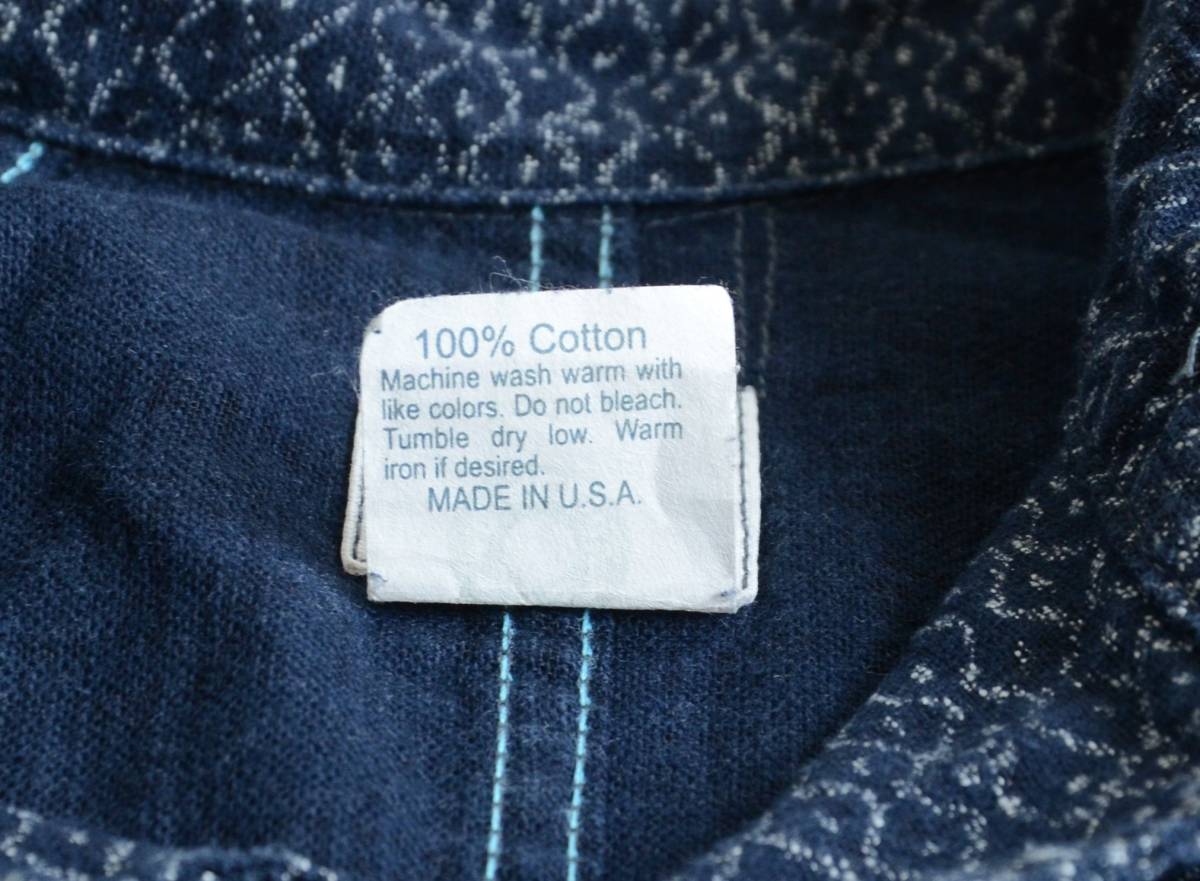 100% Cotton
Machine wash warm with
like colors. Do not bleach.
Tumble dry low. Warm
iron if desired.
MADE IN U.S.A.